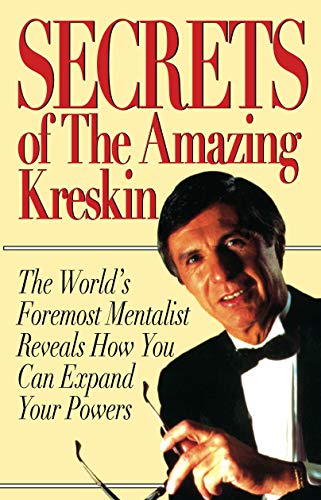 SECRETS
of The Amazing
Kreskin
The World's
Foremost Mentalist
Reveals How You
Can Expand
Your Powers